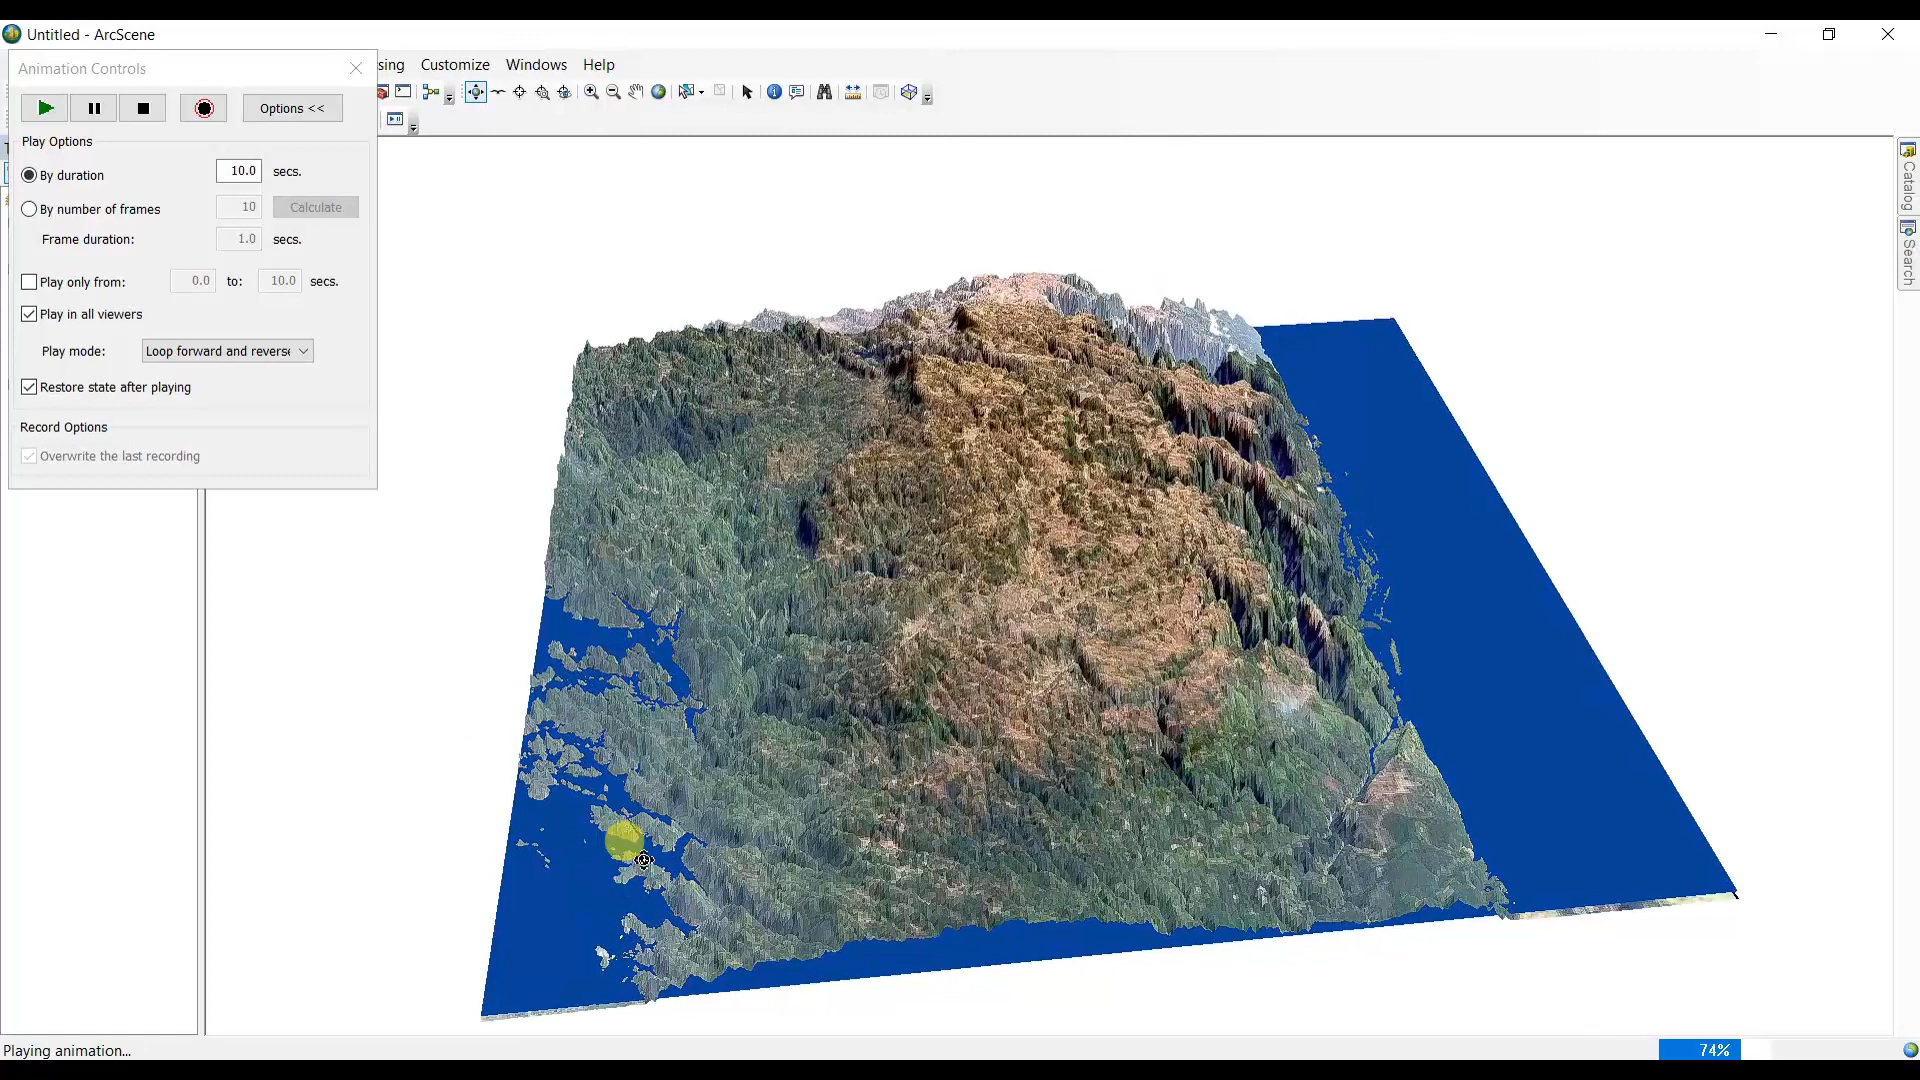 Untitled - ArcScene
Animation Controls
sing Customize Windows Help
Options <<
Play Options
By duration 10.0 secs.
By number of frames 10 Calculate
Frame duration: 1.0 secs.
Play only from: 0.0 to: 10.0 secs.
Play in all viewers
Play mode: Loop forward and reverse
Restore state after playing
Record Options
Overwrite the last recording
Catalog
Search
Playing animation...
74%